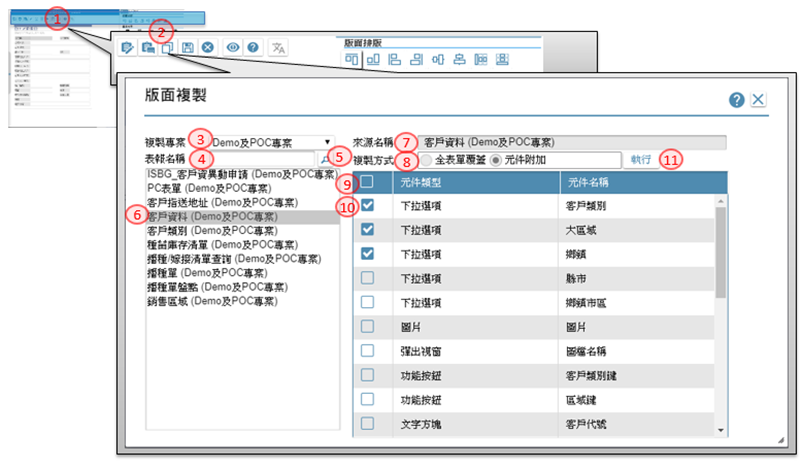 1
2
版面排版
版面複製
複製專案 3 Demo及POC專案)
表報名稱 4
5
來源名稱 7 客戶資料 (Demo及POC專案)
複製方式 8 全表單覆蓋 元件附加 執行 11
ISBG_客戶資異動申請 (Demo及POC專案)
PC表單 (Demo及POC專案)
客戶指送地址 (Demo及POC專案)
6 客戶資料 (Demo及POC專案)
客戶類別 (Demo及POC專案)
種苗庫存清單 (Demo及POC專案)
播種/嫁接清單查詢 (Demo及POC專案)
播種單 (Demo及POC專案)
播種單盤點 (Demo及POC專案)
銷售區域 (Demo及POC專案)
9 元件類型 元件名稱
10 下拉選項 客戶類別
下拉選項 大區域
下拉選項 鄉鎮
下拉選項 縣市
下拉選項 鄉鎮市區
圖片 圖片
彈出視窗 圖檔名稱
功能按鈕 客戶類別鍵
功能按鈕 區域鍵
文字方塊 客戶代號